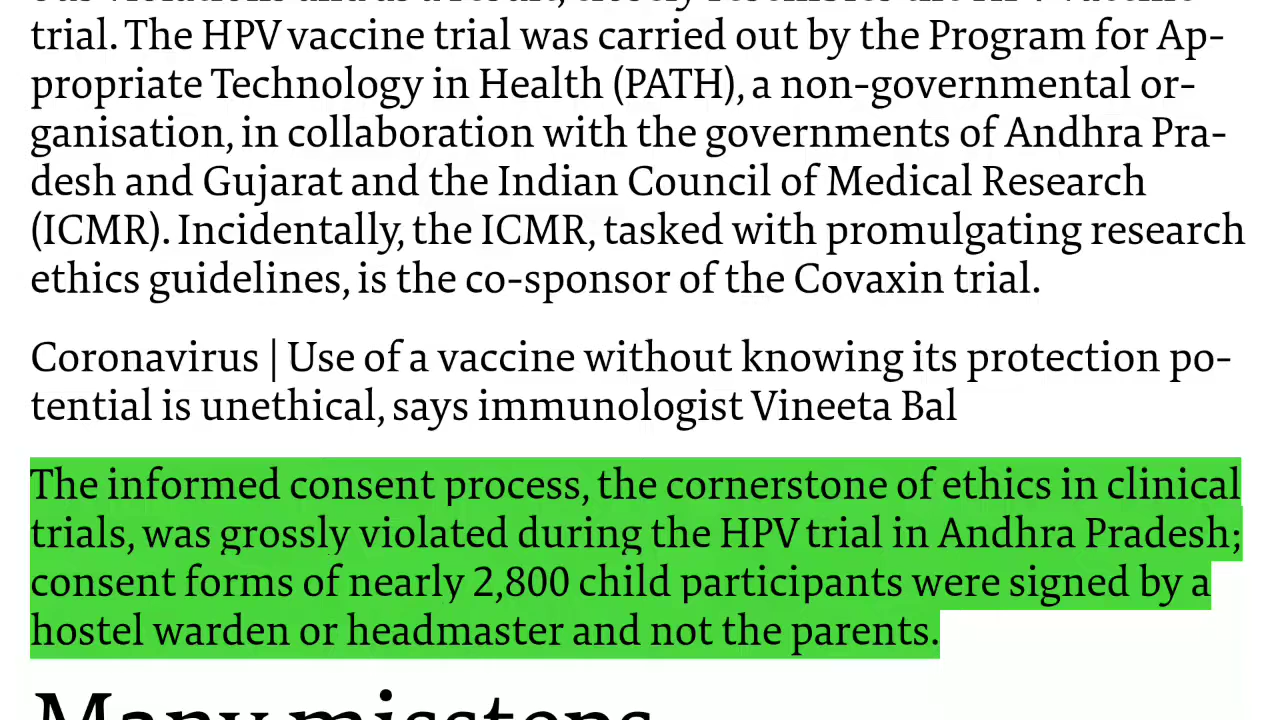 trial. The HPV vaccine trial was carried out by the Program for Ap-
propriate Technology in Health (PATH), a non-governmental or-
ganisation, in collaboration with the governments of Andhra Pra-
desh and Gujarat and the Indian Council of Medical Research
(ICMR). Incidentally, the ICMR, tasked with promulgating research
ethics guidelines, is the co-sponsor of the Covaxin trial.
Coronavirus | Use of a vaccine without knowing its protection po-
tential is unethical, says immunologist Vineeta Bal
The informed consent process, the cornerstone of ethics in clinical
trials, was grossly violated during the HPV trial in Andhra Pradesh;
consent forms of nearly 2,800 child participants were signed by a
hostel warden or headmaster and not the parents.
Many missteps